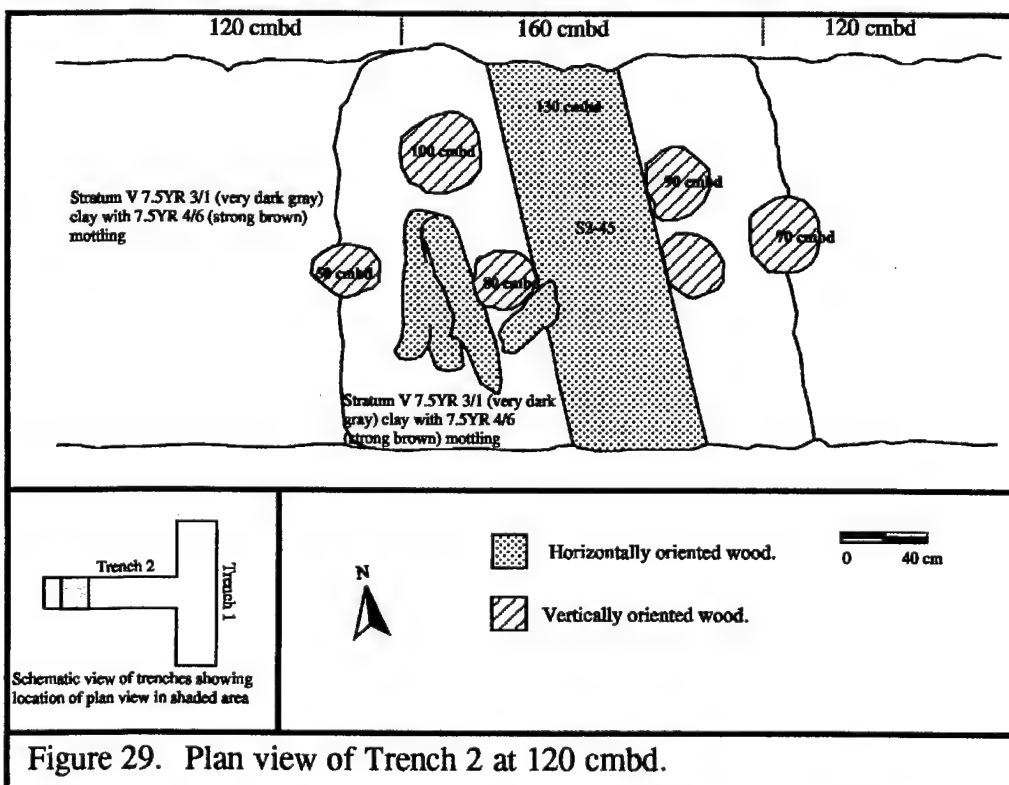 120 cmbd
160 cmbd
120 cmbd
130 cmbd
100 cmbd
90 cmbd
Stratum V 7.5YR 3/1 (very dark gray)
clay with 7.5YR 4/6 (strong brown)
mottling
S2-45
70 cmbd
50 cmbd
80 cmbd
Stratum V 7.5YR 3/1 (very dark
gray) clay with 7.5YR 4/6
(strong brown) mottling
Trench 2
Trench 1
Schematic view of trenches showing
location of plan view in shaded area
N
Horizontally oriented wood.
Vertically oriented wood.
0 40 cm
Figure 29. Plan view of Trench 2 at 120 cmbd.